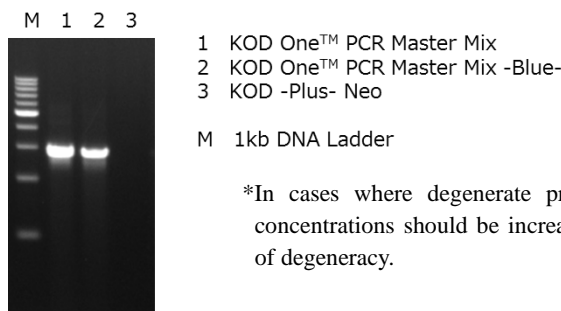 M 1 2 3
1 KOD One™ PCR Master Mix
2 KOD One™ PCR Master Mix -Blue-
3 KOD -Plus- Neo
M 1kb DNA Ladder
*In cases where degenerate
concentrations should be
of degeneracy.